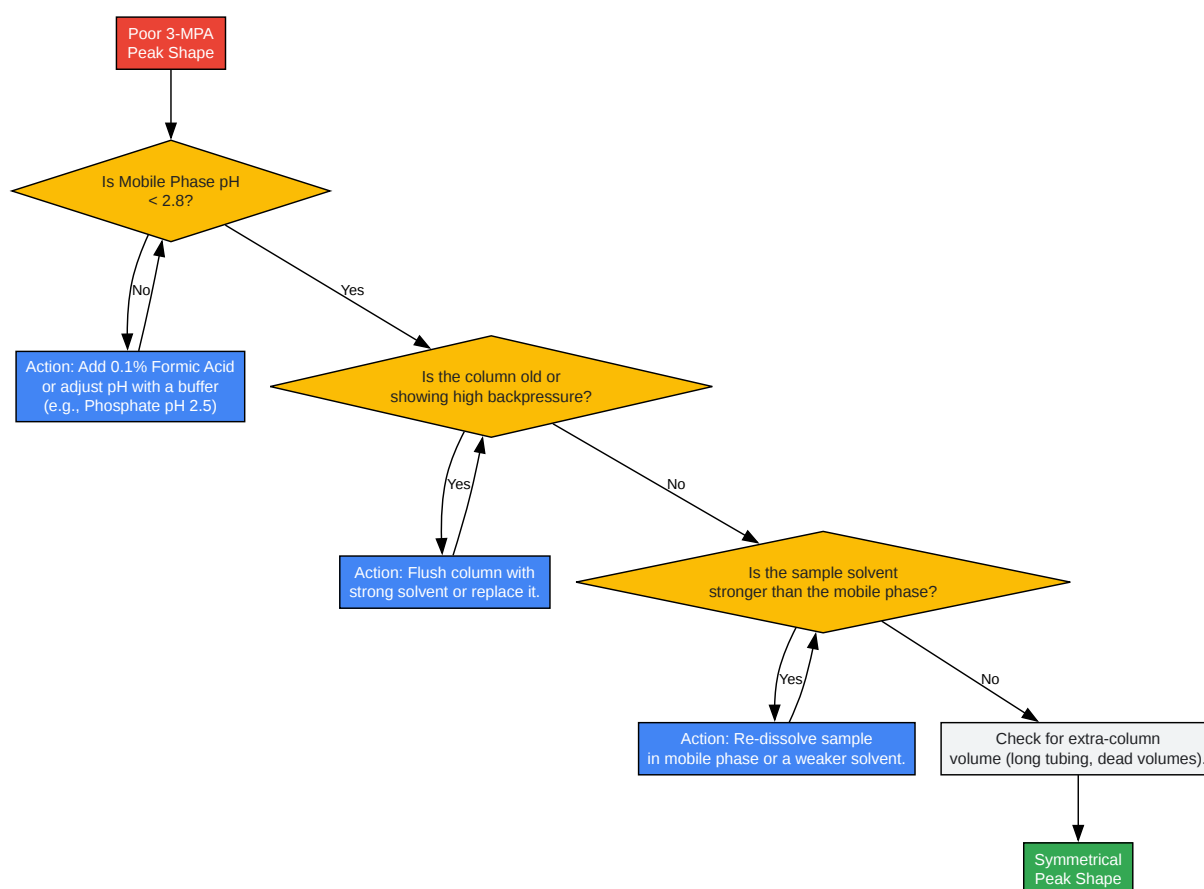 Poor 3-MPA
Peak Shape
Is Mobile Phase pH
< 2.8?
No
Yes
Action: Add 0.1% Formic Acid
or adjust pH with a buffer
(e.g., Phosphate pH 2.5)
Is the column old or
showing high backpressure?
Yes
No
Action: Flush column with
strong solvent or replace it.
Is the sample solvent
stronger than the mobile phase?
Yes
No
Action: Re-dissolve sample
in mobile phase or a weaker solvent.
Check for extra-column
volume (long tubing, dead volumes).
Symmetrical
Peak Shape